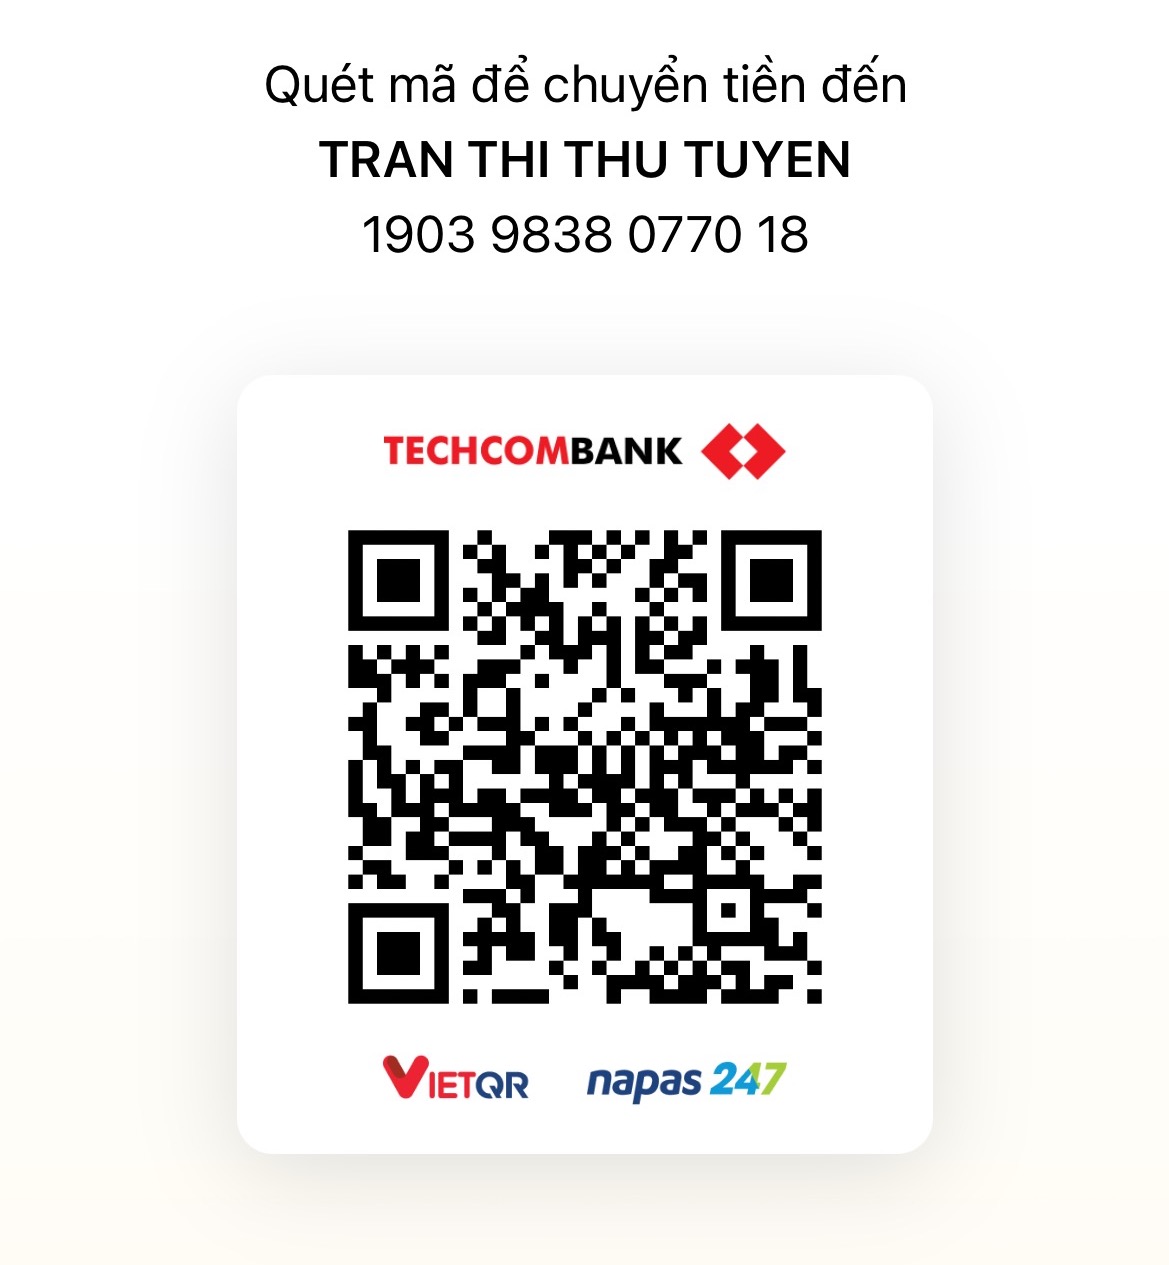 Quét mã để chuyển tiền đến
TRAN THI THU TUYEN
1903 9838 0770 18
TECHCOMBANK
VIETQR napas 247